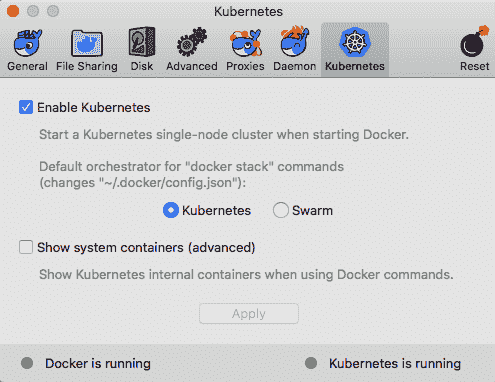 Kubernetes
General
File Sharing
Disk
Advanced
Proxies
Daemon
Kubernetes
Reset
Enable Kubernetes
Start a Kubernetes single-node cluster when starting Docker.
Default orchestrator for "docker stack" commands
(changes "~/.docker/config.json"):
Kubernetes
Swarm
Show system containers (advanced)
Show Kubernetes internal containers when using Docker commands.
Apply
Docker is running
Kubernetes is running